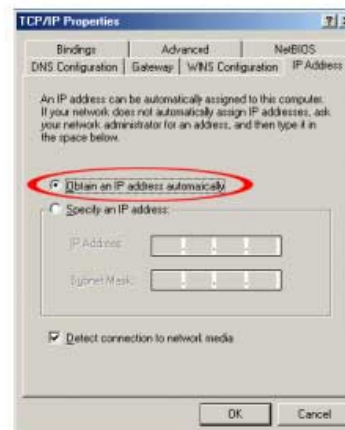 TCP/IP Properties
Bindings Advanced NetBIOS
DNS Configuration Gateway WINS Configuration IP Address
An IP address can be automatically assigned to this computer.
If your network does not automatically assign IP addresses, ask
your network administrator for an address, and then type it in
the space below.
Obtain an IP address automatically
Specify an IP address:
IP Address:
Subnet Mask:
Detect connection to network media
OK Cancel